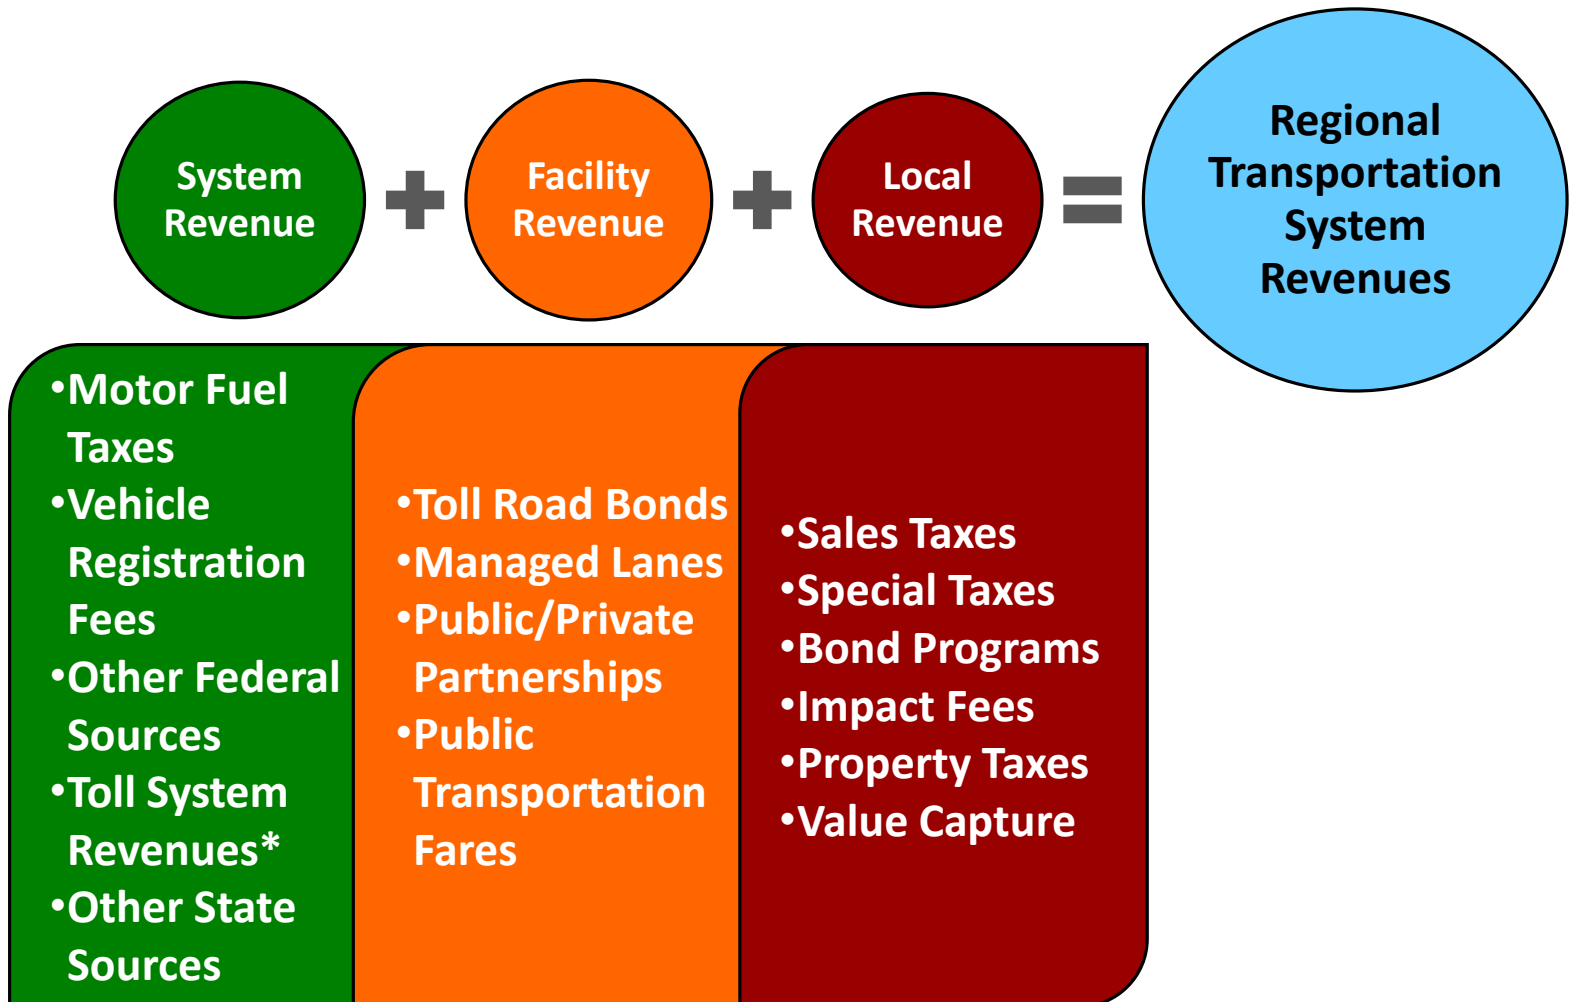 System
Revenue
Facility
Revenue
Local
Revenue
Regional
Transportation
System
Revenues
•Motor Fuel
Taxes
•Vehicle
Registration
Fees
•Other Federal
Sources
•Toll System
Revenues*
•Other State
Sources
•Toll Road Bonds
•Managed Lanes
•Public/Private
Partnerships
•Public
Transportation
Fares
•Sales Taxes
•Special Taxes
•Bond Programs
•Impact Fees
•Property Taxes
•Value Capture